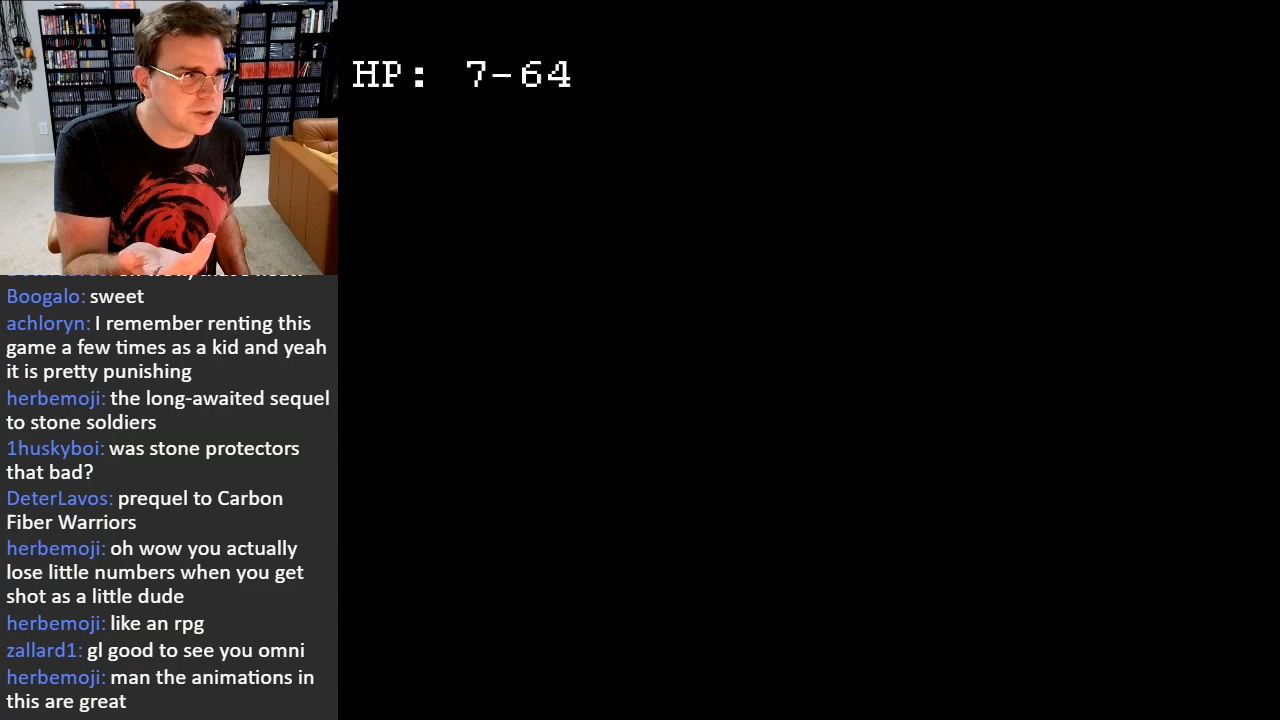 HP: 7-64
Boogalo: sweet
achloryn: I remember renting this
game a few times as a kid and yeah
it is pretty punishing
herbemoji: the long-awaited sequel
to stone soldiers
1huskyboi: was stone protectors
that bad?
DeterLavos: prequel to Carbon
Fiber Warriors
herbemoji: oh wow you actually
lose little numbers when you get
shot as a little dude
herbemoji: like an rpg
zallard1: gl good to see you omni
herbemoji: man the animations in
this are great